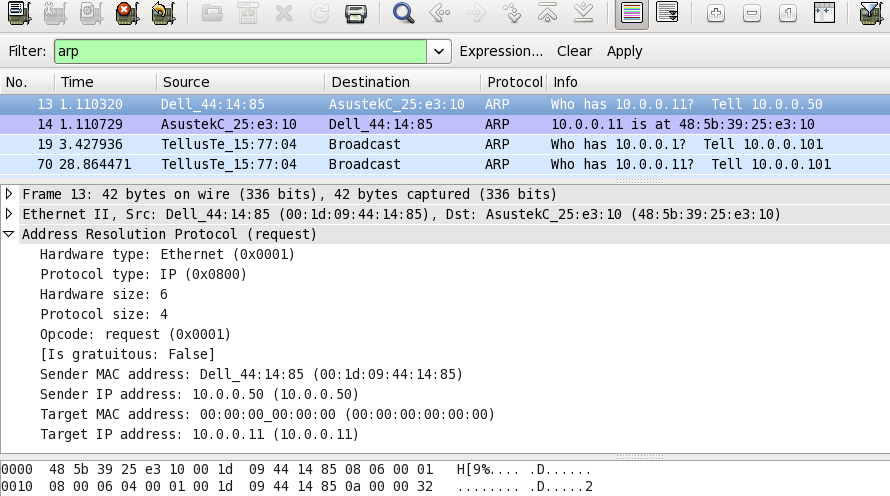 Filter: arp Expression... Clear Apply
No. Time Source Destination Protocol Info
13 1.110320 Dell_44:14:85 AsustekC_25:e3:10 ARP Who has 10.0.0.11? Tell 10.0.0.50
14 1.110729 AsustekC_25:e3:10 Dell_44:14:85 ARP 10.0.0.11 is at 48:5b:39:25:e3:10
19 3.427936 TellusTe_15:77:04 Broadcast ARP Who has 10.0.0.1? Tell 10.0.0.101
70 28.864471 TellusTe_15:77:04 Broadcast ARP Who has 10.0.0.11? Tell 10.0.0.101
Frame 13: 42 bytes on wire (336 bits), 42 bytes captured (336 bits)
Ethernet II, Src: Dell_44:14:85 (00:1d:09:44:14:85), Dst: AsustekC_25:e3:10 (48:5b:39:25:e3:10)
Address Resolution Protocol (request)
Hardware type: Ethernet (0x0001)
Protocol type: IP (0x0800)
Hardware size: 6
Protocol size: 4
Opcode: request (0x0001)
[Is gratuitous: False]
Sender MAC address: Dell_44:14:85 (00:1d:09:44:14:85)
Sender IP address: 10.0.0.50 (10.0.0.50)
Target MAC address: 00:00:00_00:00:00 (00:00:00:00:00:00)
Target IP address: 10.0.0.11 (10.0.0.11)
0000 48 5b 39 25 e3 10 00 1d 09 44 14 85 08 06 00 01 H[9%.... .D......
0010 08 00 06 04 00 01 00 1d 09 44 14 85 0a 00 00 32 ........ .D.....2